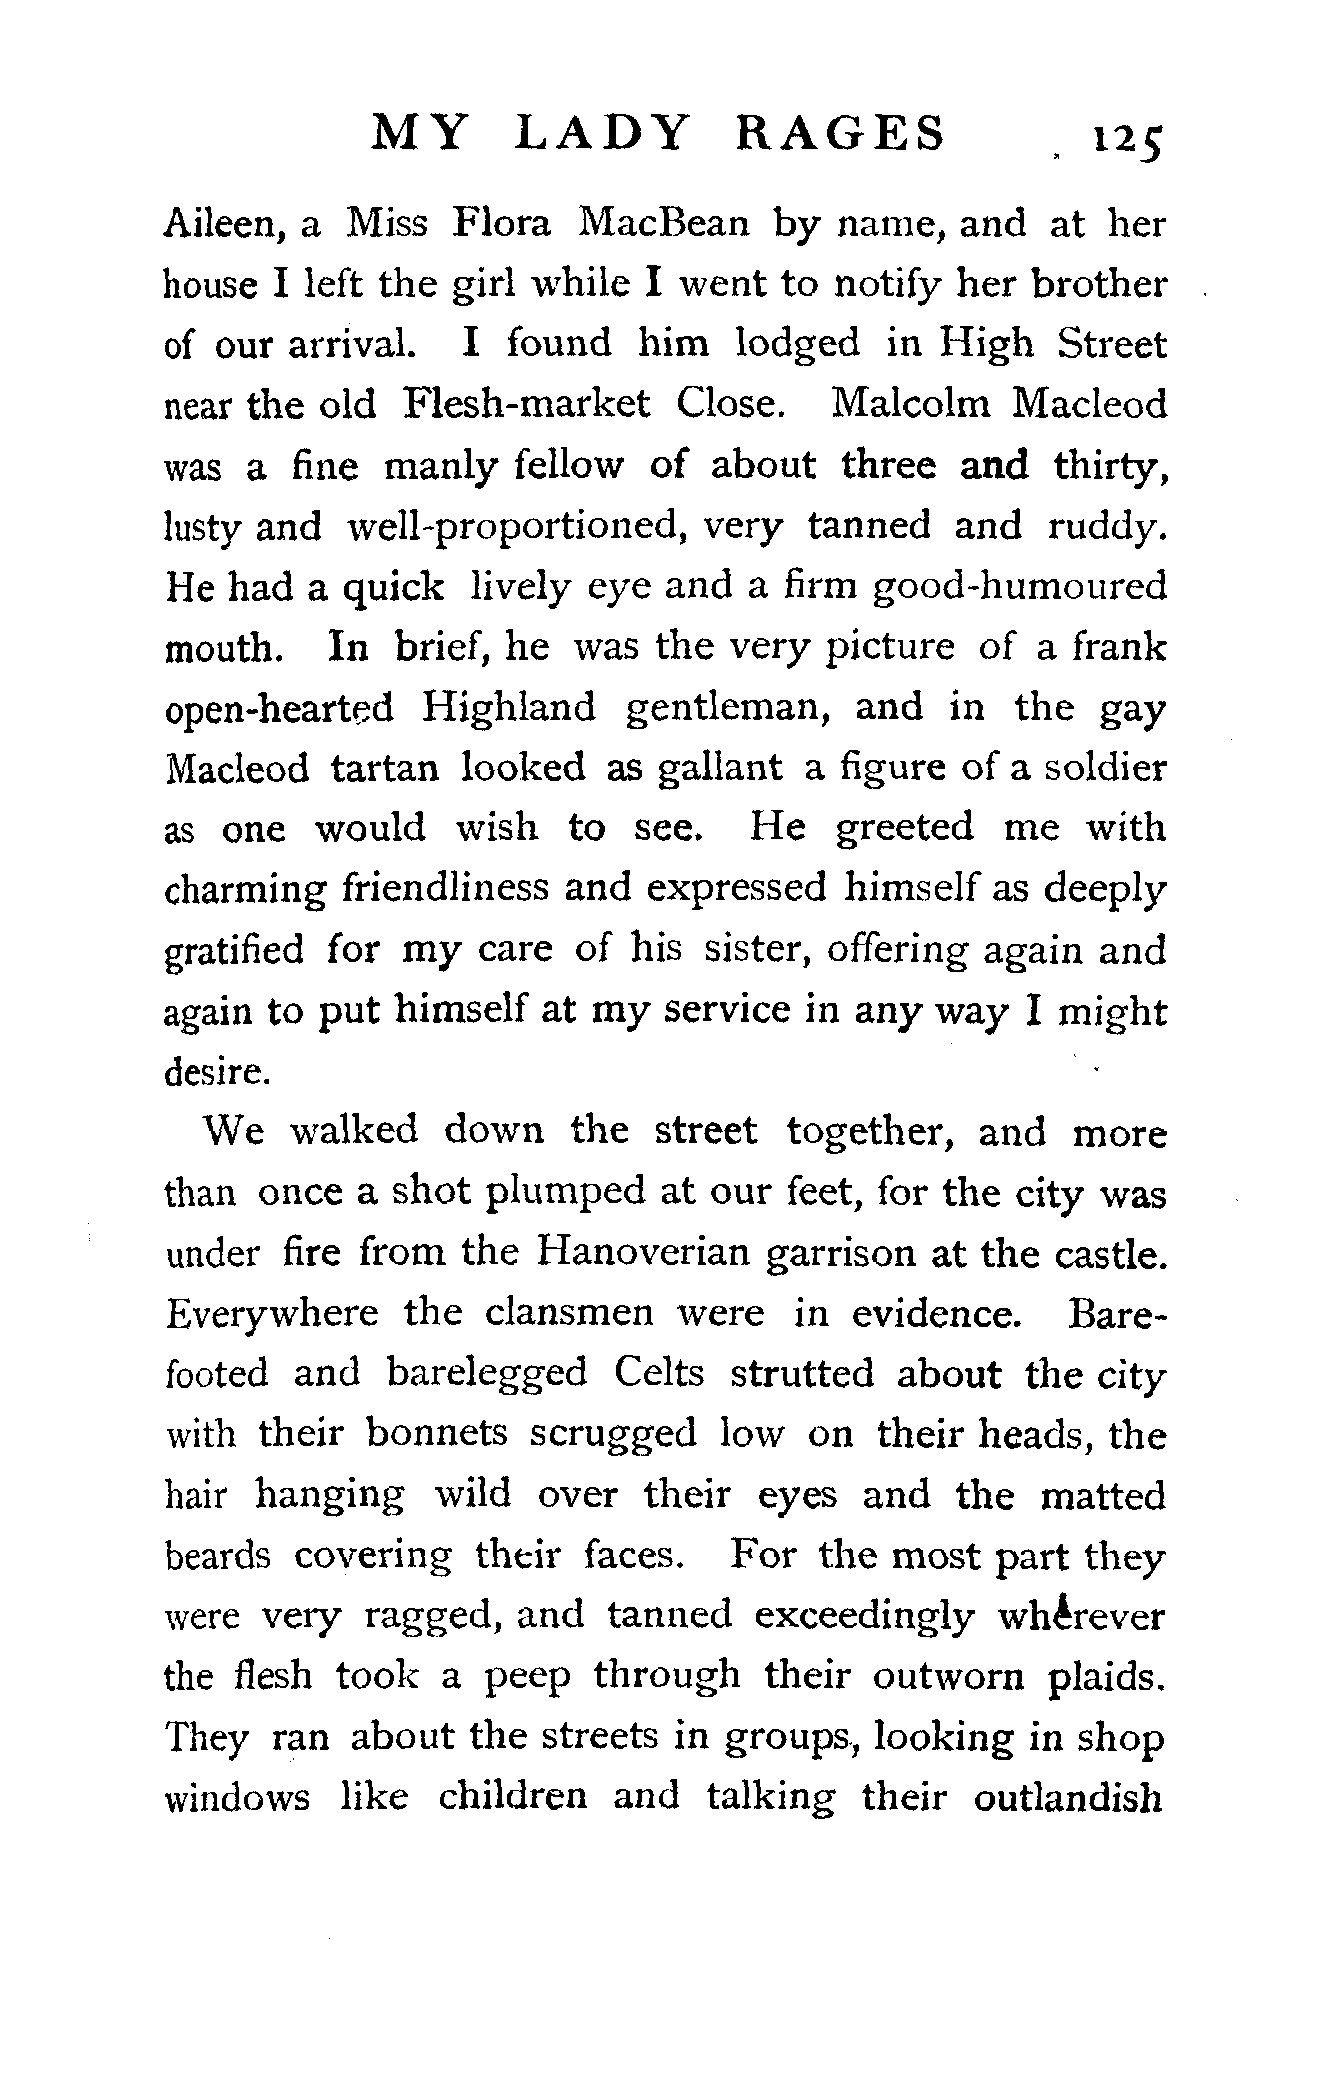 MY LADY RAGES 125
Aileen, a Miss Flora MacBean by name, and at her
house I left the girl while I went to notify her brother
of our arrival. I found him lodged in High Street
near the old Flesh-market Close. Malcolm Macleod
was a fine manly fellow of about three and thirty,
lusty and well-proportioned, very tanned and ruddy.
He had a quick lively eye and a firm good-humoured
mouth. In brief, he was the very picture of a frank
open-hearted Highland gentleman, and in the gay
Macleod tartan looked as gallant a figure of a soldier
as one would wish to see. He greeted me with
charming friendliness and expressed himself as deeply
gratified for my care of his sister, offering again and
again to put himself at my service in any way I might
desire.
We walked down the street together, and more
than once a shot plumped at our feet, for the city was
under fire from the Hanoverian garrison at the castle.
Everywhere the clansmen were in evidence. Bare-
footed and barelegged Celts strutted about the city
with their bonnets scrugged low on their heads, the
hair hanging wild over their eyes and the matted
beards covering their faces. For the most part they
were very ragged, and tanned exceedingly wherever
the flesh took a peep through their outworn plaids.
They ran about the streets in groups, looking in shop
windows like children and talking their outlandish